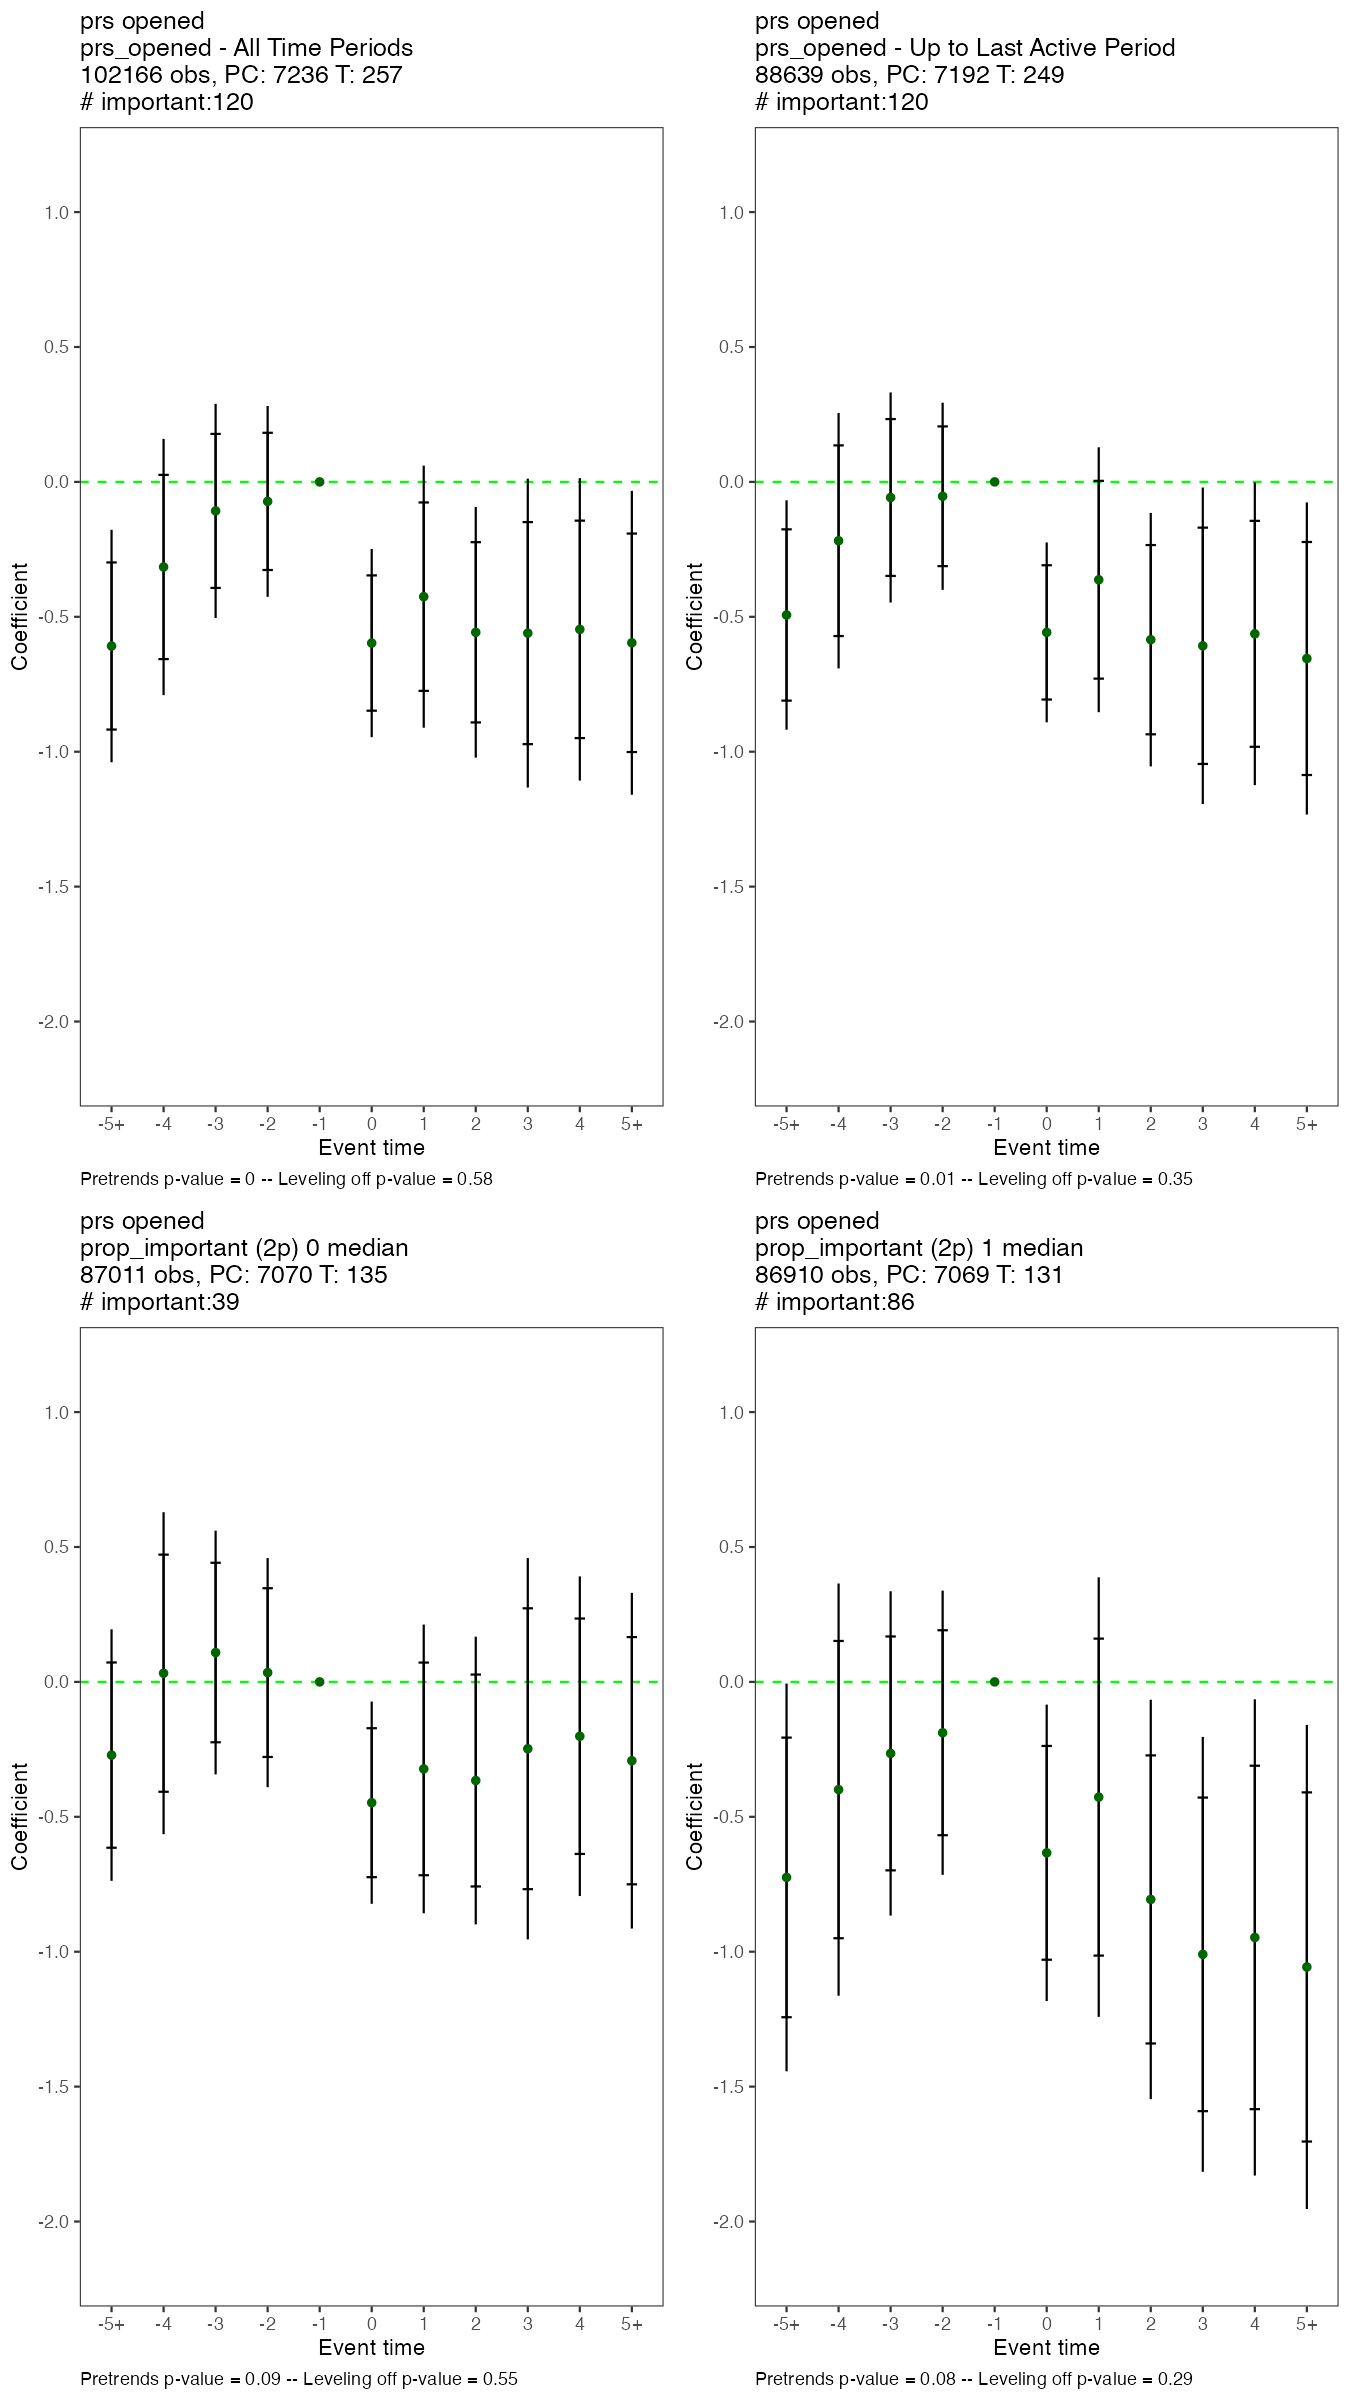 prs opened
prs_opened - All Time Periods
102166 obs, PC: 7236 T: 257
# important:120
1.0
0.5
0.0
-0.5
-1.0
-1.5
-2.0
Coefficient
-5+ -4 -3 -2 -1 0 1 2 3 4 5+
Event time
Pretrends p-value = 0 -- Leveling off p-value = 0.58
prs opened
prs_opened - Up to Last Active Period
88639 obs, PC: 7192 T: 249
# important:120
1.0
0.5
0.0
-0.5
-1.0
-1.5
-2.0
Coefficient
-5+ -4 -3 -2 -1 0 1 2 3 4 5+
Event time
Pretrends p-value = 0.01 -- Leveling off p-value = 0.35
prs opened
prop_important (2p) 0 median
87011 obs, PC: 7070 T: 135
# important:39
1.0
0.5
0.0
-0.5
-1.0
-1.5
-2.0
Coefficient
-5+ -4 -3 -2 -1 0 1 2 3 4 5+
Event time
Pretrends p-value = 0.09 -- Leveling off p-value = 0.55
prs opened
prop_important (2p) 1 median
86910 obs, PC: 7069 T: 131
# important:86
1.0
0.5
0.0
-0.5
-1.0
-1.5
-2.0
Coefficient
-5+ -4 -3 -2 -1 0 1 2 3 4 5+
Event time
Pretrends p-value = 0.08 -- Leveling off p-value = 0.29